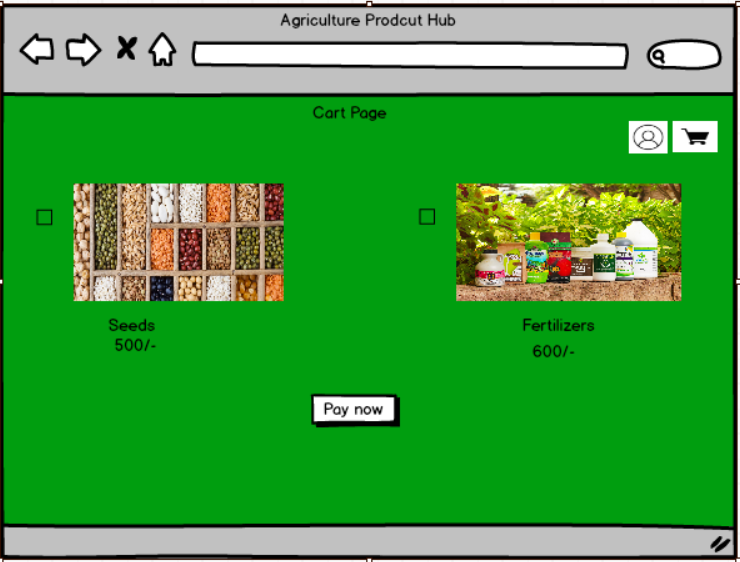 Agriculture Prodcut Hub
Cart Page
Seeds
500/-
Fertilizers
600/-
Pay now